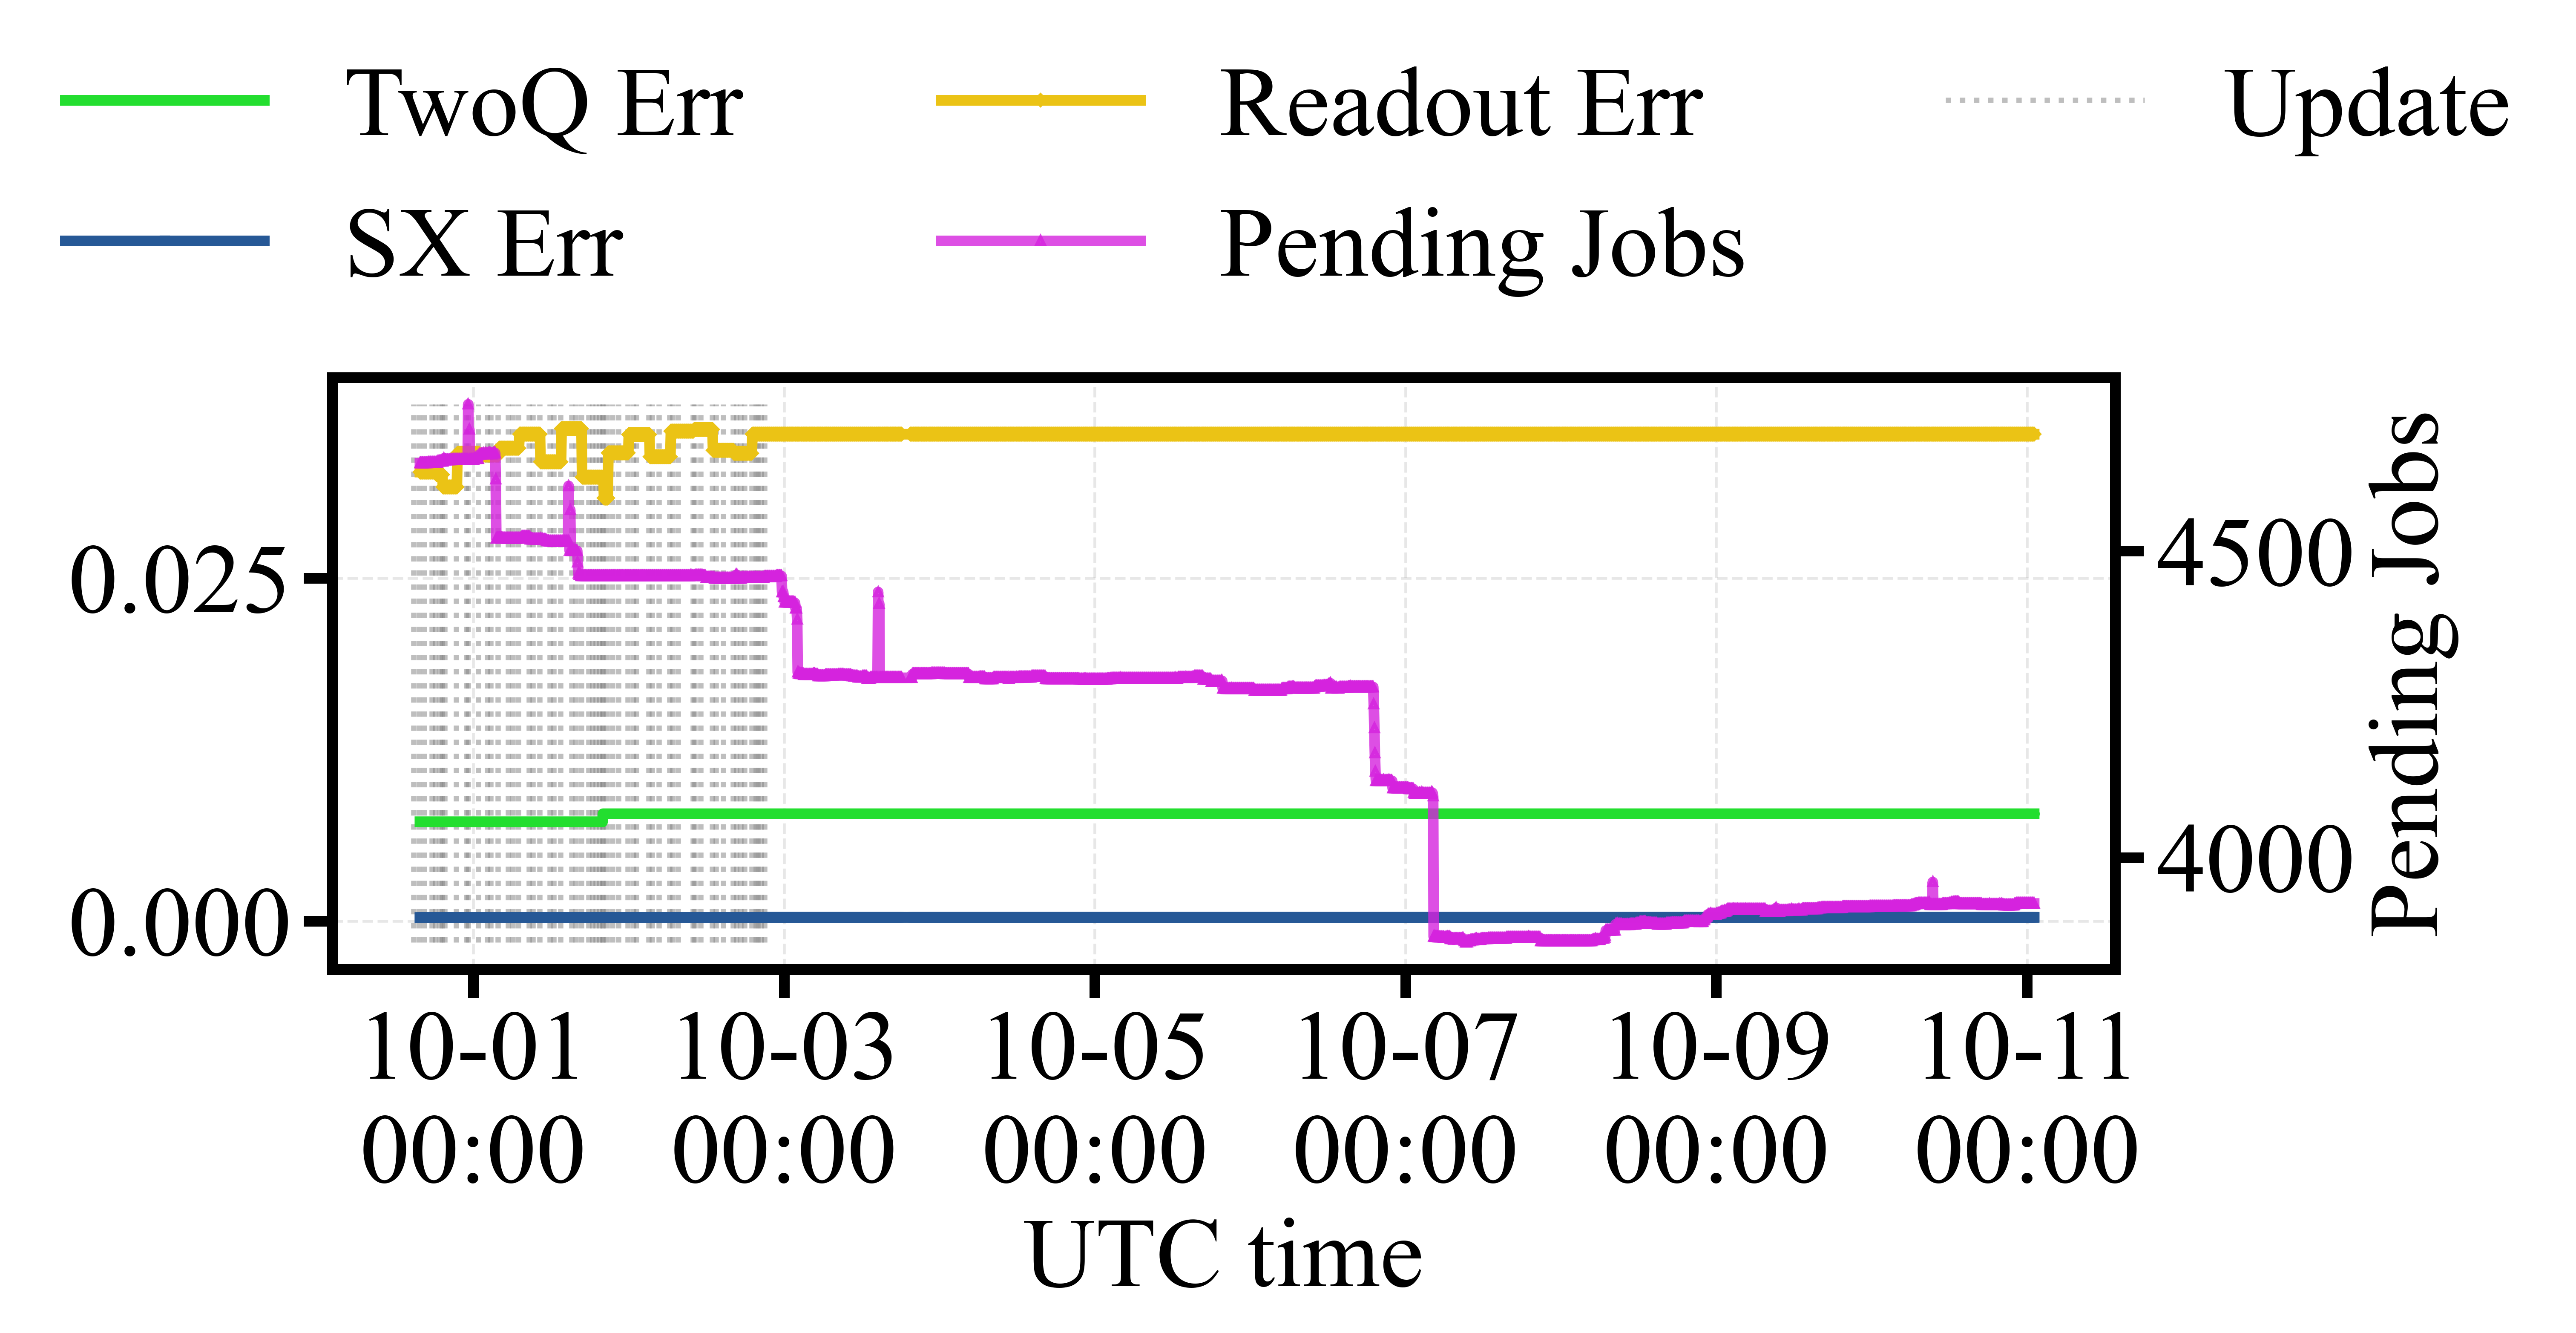 TwoQ Err
Readout Err
Update
SX Err
Pending Jobs
0.025
0.000
4500
4000
Pending Jobs
10-01 10-03 10-05 10-07 10-09 10-11
00:00 00:00 00:00 00:00 00:00 00:00
UTC time